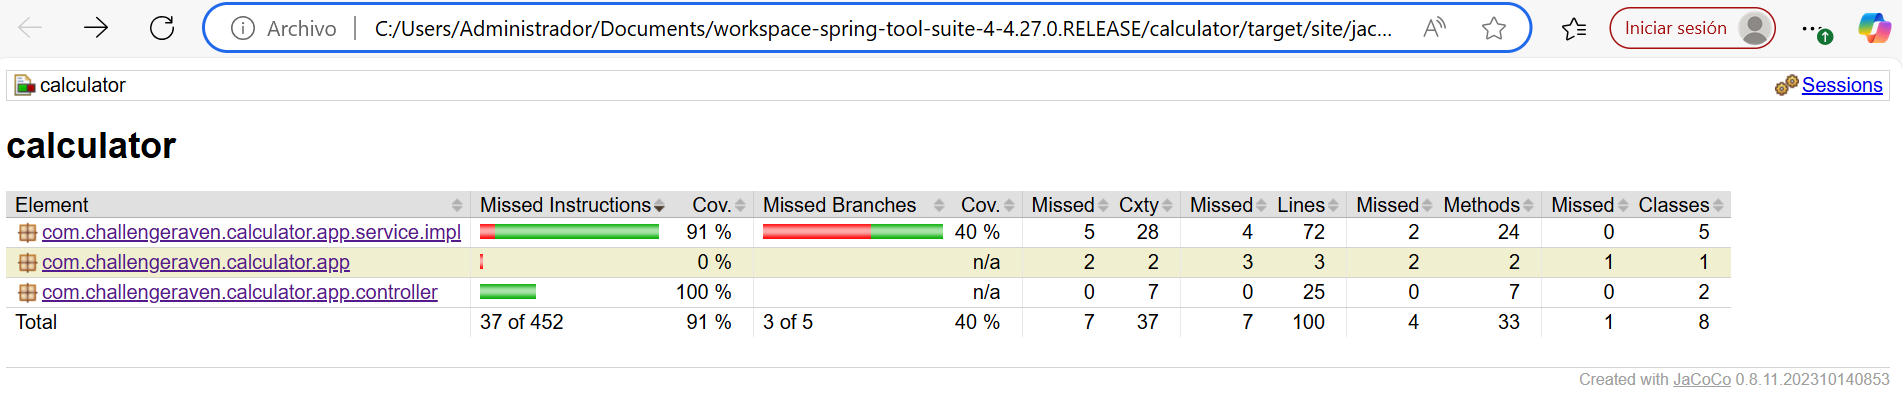 Archivo | C:/Users/Administrador/Documents/workspace-spring-tool-suite-4-4.27.0.RELEASE/calculator/target/site/jac... Iniciar sesión
calculator Sessions
calculator
Element Missed Instructions Cov. Missed Branches Cov. Missed Cxty Missed Lines Missed Methods Missed Classes
com.challengeraven.calculator.app.service.impl 91 % 40 % 5 28 4 72 2 24 0 5
com.challengeraven.calculator.app 0 % n/a 2 2 3 3 2 2 1 1
com.challengeraven.calculator.app.controller 100 % n/a 0 7 0 25 0 7 0 2
Total 37 of 452 91 % 3 of 5 40 % 7 37 7 100 4 33 1 8
Created with JaCoCo 0.8.11.202310140853